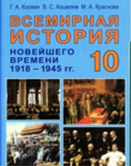 Г. А. Космач В. С. Кошелев М. А. Краснова
ВСЕМИРНАЯ
ИСТОРИЯ
НОВЕЙШЕГО
ВРЕМЕНИ
1918 – 1945 гг.
10